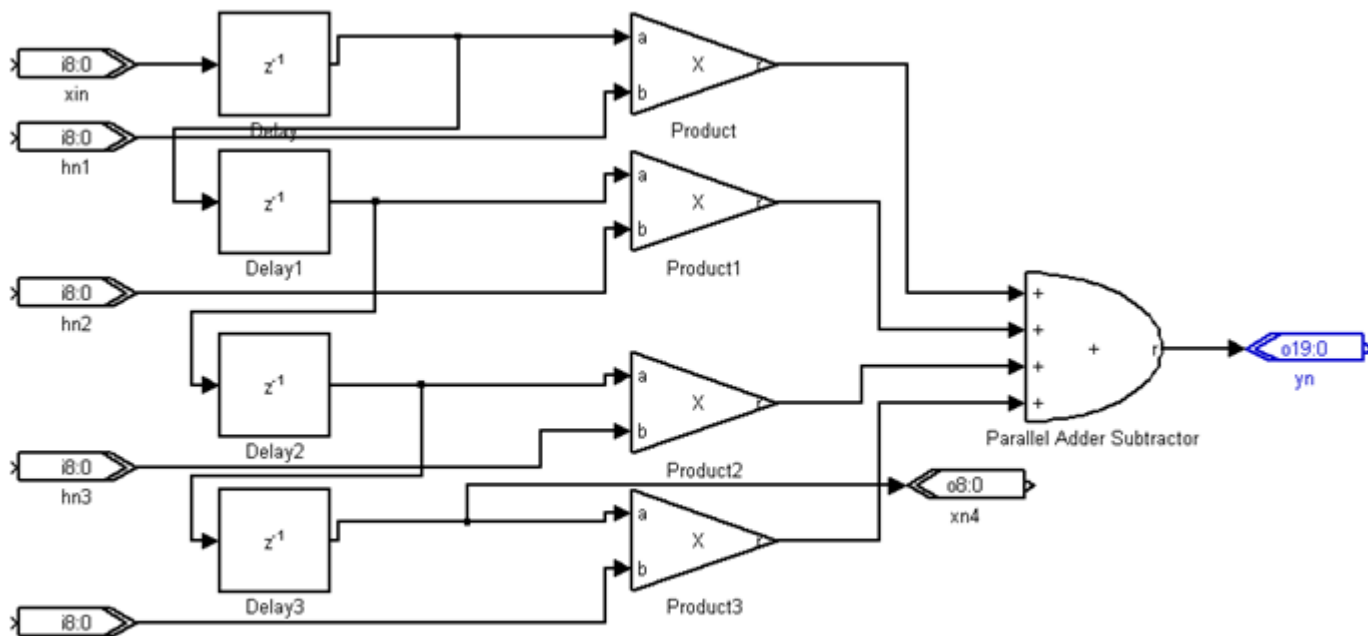 i8:0
xin
z⁻¹
Delay
a
b
X
r
Product
i8:0
hn1
z⁻¹
Delay1
a
b
X
r
Product1
i8:0
hn2
z⁻¹
Delay2
a
b
X
r
Product2
i8:0
hn3
z⁻¹
Delay3
a
b
X
r
Product3
i8:0
+
+
+
+
+
r
Parallel Adder Subtractor
o19:0
yn
o8:0
xn4